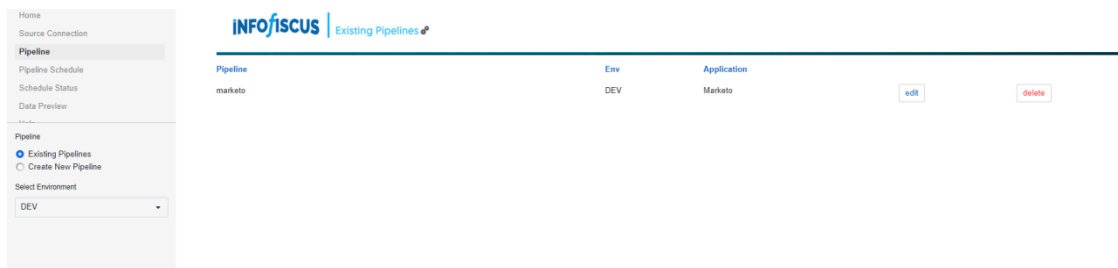 Home
Source Connection
Pipeline
Pipeline Schedule
Schedule Status
Data Preview
Pipeline
Existing Pipelines
Create New Pipeline
Select Environment
DEV
INFOfISCUS Existing Pipelines
Pipeline Env Application
marketo DEV Marketo edit delete